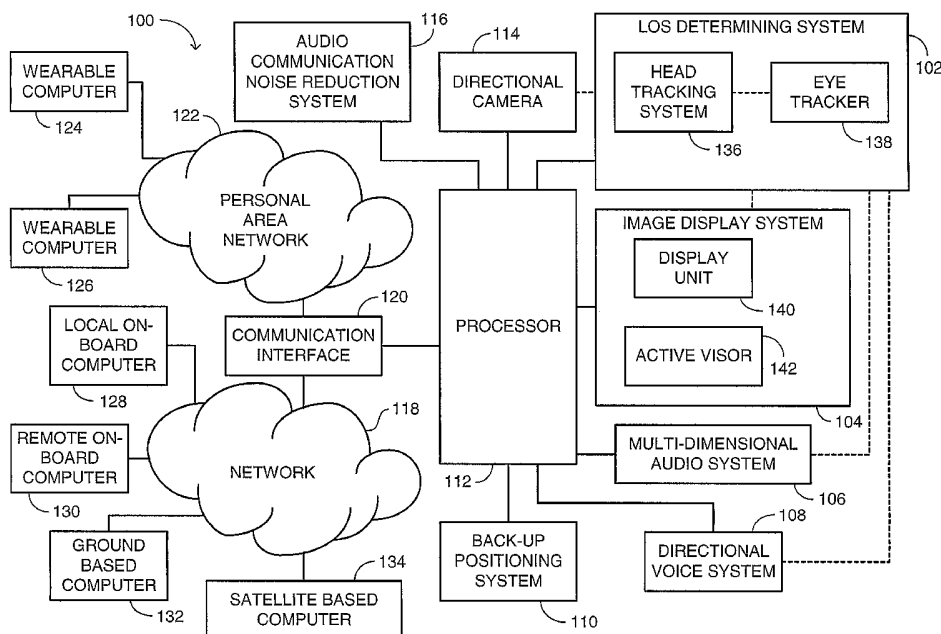 100
WEARABLE
COMPUTER
124
122
AUDIO
COMMUNICATION
NOISE REDUCTION
SYSTEM
116
114
DIRECTIONAL
CAMERA
LOS DETERMINING SYSTEM
102
HEAD
TRACKING
SYSTEM
136
EYE
TRACKER
138
PERSONAL
AREA
NETWORK
WEARABLE
COMPUTER
126
120
COMMUNICATION
INTERFACE
PROCESSOR
112
IMAGE DISPLAY SYSTEM
DISPLAY
UNIT
140
ACTIVE VISOR
142
104
LOCAL ON-
BOARD
COMPUTER
128
118
NETWORK
REMOTE ON-
BOARD
COMPUTER
130
MULTI-DIMENSIONAL
AUDIO SYSTEM
106
108
DIRECTIONAL
VOICE SYSTEM
BACK-UP
POSITIONING
SYSTEM
110
GROUND
BASED
COMPUTER
132
134
SATELLITE BASED
COMPUTER